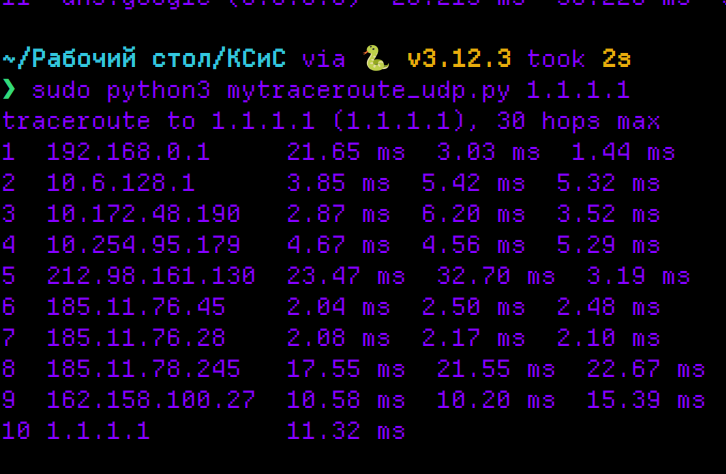 11 dns.google (8.8.8.8)
~/Рабочий стол/КСиС via 🐍 v3.12.3 took 2s
❯ sudo python3 mytraceroute_udp.py 1.1.1.1
traceroute to 1.1.1.1 (1.1.1.1), 30 hops max
1  192.168.0.1     21.65 ms  3.03 ms  1.44 ms
2  10.6.128.1      3.85 ms  5.42 ms  5.32 ms
3  10.172.48.190   2.87 ms  6.20 ms  3.52 ms
4  10.254.95.179   4.67 ms  4.56 ms  5.29 ms
5  212.98.161.130  23.47 ms  32.70 ms  3.19 ms
6  185.11.76.45    2.04 ms  2.50 ms  2.48 ms
7  185.11.76.28    2.08 ms  2.17 ms  2.10 ms
8  185.11.78.245   17.55 ms  21.55 ms  22.67 ms
9  162.158.100.27  10.58 ms  10.20 ms  15.39 ms
10 1.1.1.1         11.32 ms